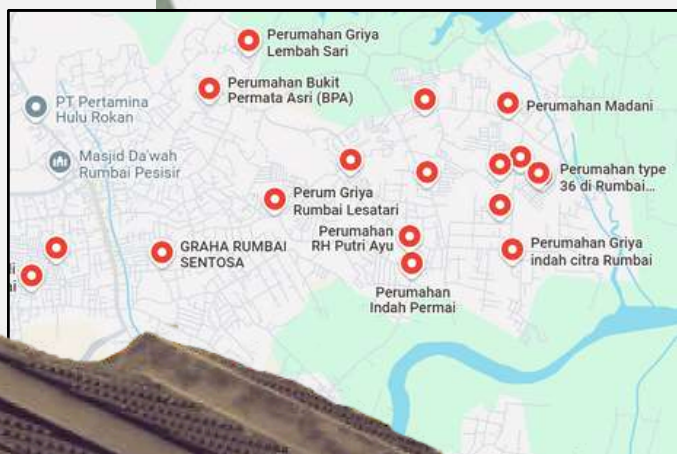 Perumahan Griya
Lembah Sari
Perumahan Bukit
Permata Asri (BPA)
PT Pertamina
Hulu Rokan
Perumahan Madani
Masjid Da'wah
Rumbai Pesisir
Perumahan type
36 di Rumbai...
Perum Griya
Rumbai Lesatari
Perumahan
RH Putri Ayu
GRAHA RUMBAI
SENTOSA
Perumahan Griya
indah citra Rumbai
Perumahan
Indah Permai